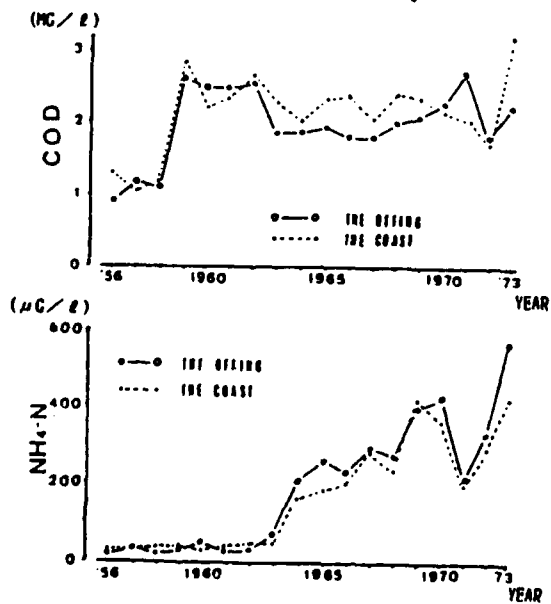 (MG/ℓ)
3
2
1
0
COD
THE OFFING
THE COAST
'56 1960 1965 1970 '73
YEAR
(μG/ℓ)
600
400
200
0
NH₄-N
THE OFFING
THE COAST
'56 1960 1965 1970 73
YEAR